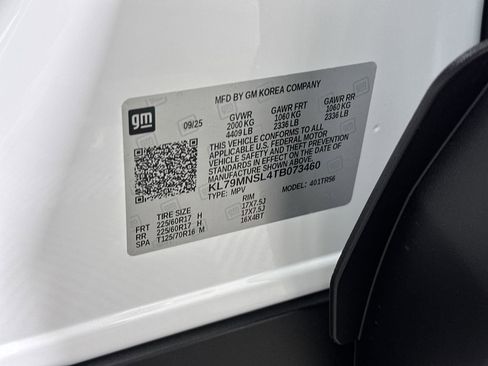 MFD BY GM KOREA COMPANY
gm
09/25
GVWR GAWR FRT GAWR RR
2000 KG 1060 KG 1060 KG
4409 LB 2336 LB 2336 LB
THIS VEHICLE CONFORMS TO ALL
APPLICABLE U.S. FEDERAL MOTOR
VEHICLE SAFETY AND THEFT PREVENTION
STANDARDS IN EFFECT ON THE DATE OF
MANUFACTURE SHOWN ABOVE.
KL79MNSL4TB073460
TYPE: MPV MODEL: 401TR56
TIRE SIZE RIM
FRT 225/60R17 H 17X7.5J
RR 225/60R17 H 17X7.5J
SPA T125/70R16 M 16X4BT